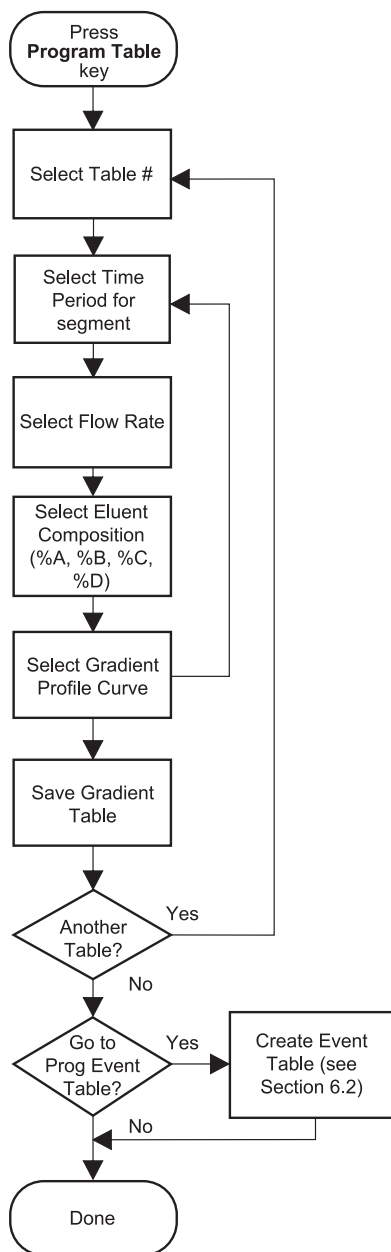 Press
Program Table
key
Select Table #
Select Time
Period for
segment
Select Flow Rate
Select Eluent
Composition
(%A, %B, %C,
%D)
Select Gradient
Profile Curve
Save Gradient
Table
Another
Table?
Yes
No
Go to
Prog Event
Table?
Yes
Create Event
Table (see
Section 6.2)
No
Done